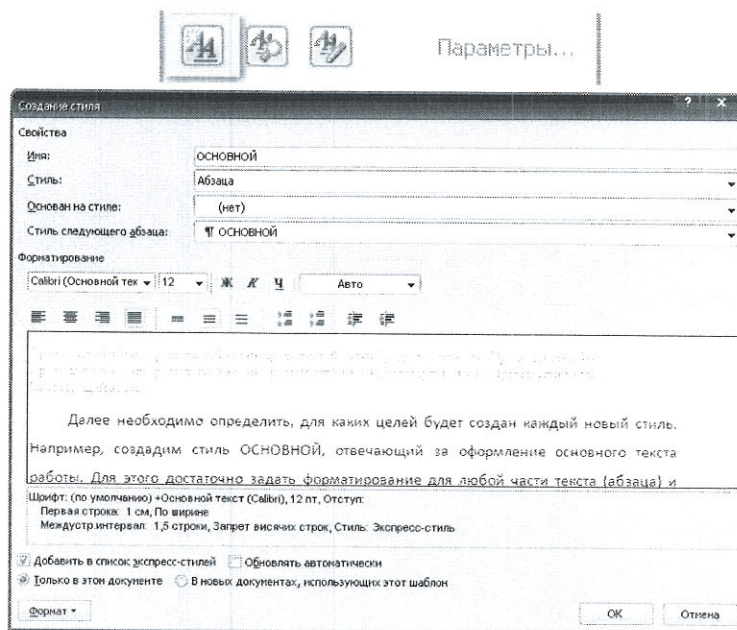 Параметры...
Создание стиля
Свойства
Имя: ОСНОВНОЙ
Стиль: Абзаца
Основан на стиле: (нет)
Стиль следующего абзаца: ¶ ОСНОВНОЙ
Форматирование
Calibri (Основной тек 12 Ж К Ч Авто
Далее необходимо определить, для каких целей будет создан каждый новый стиль.
Например, создадим стиль ОСНОВНОЙ, отвечающий за оформление основного текста
работы. Для этого достаточно задать форматирование для любой части текста (абзаца) и
Шрифт: (по умолчанию) +Основной текст (Calibri), 12 пт, Отступ:
Первая строка: 1 см, По ширине
Междустр.интервал: 1,5 строки, Запрет висячих строк, Стиль: Экспресс-стиль
Добавить в список экспресс-стилей Обновлять автоматически
Только в этом документе В новых документах, использующих этот шаблон
Формат ОК Отмена